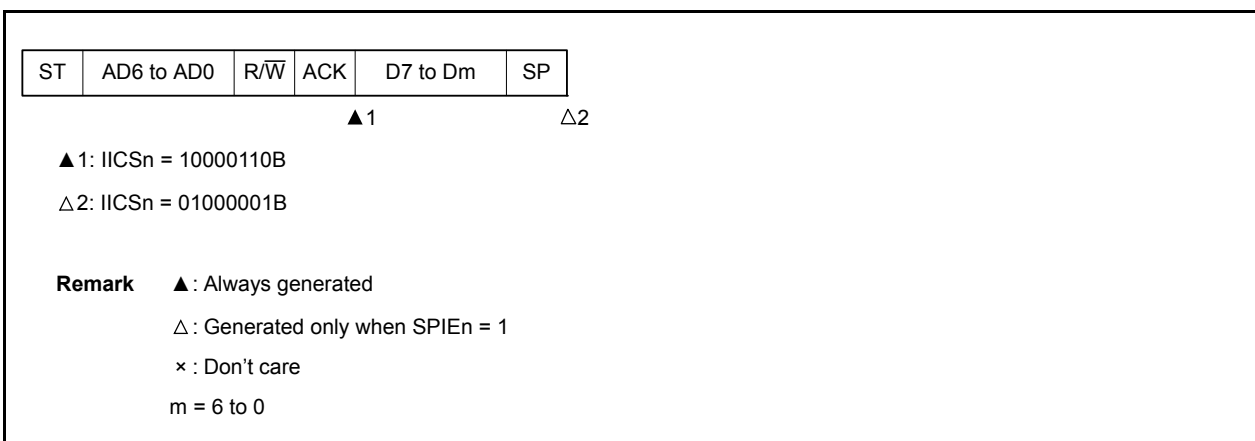 ST AD6 to AD0 R/W̅ ACK D7 to Dm SP
▲1 △2
▲1: IICSn = 10000110B
△2: IICSn = 01000001B
Remark ▲: Always generated
△: Generated only when SPIEn = 1
×: Don’t care
m = 6 to 0